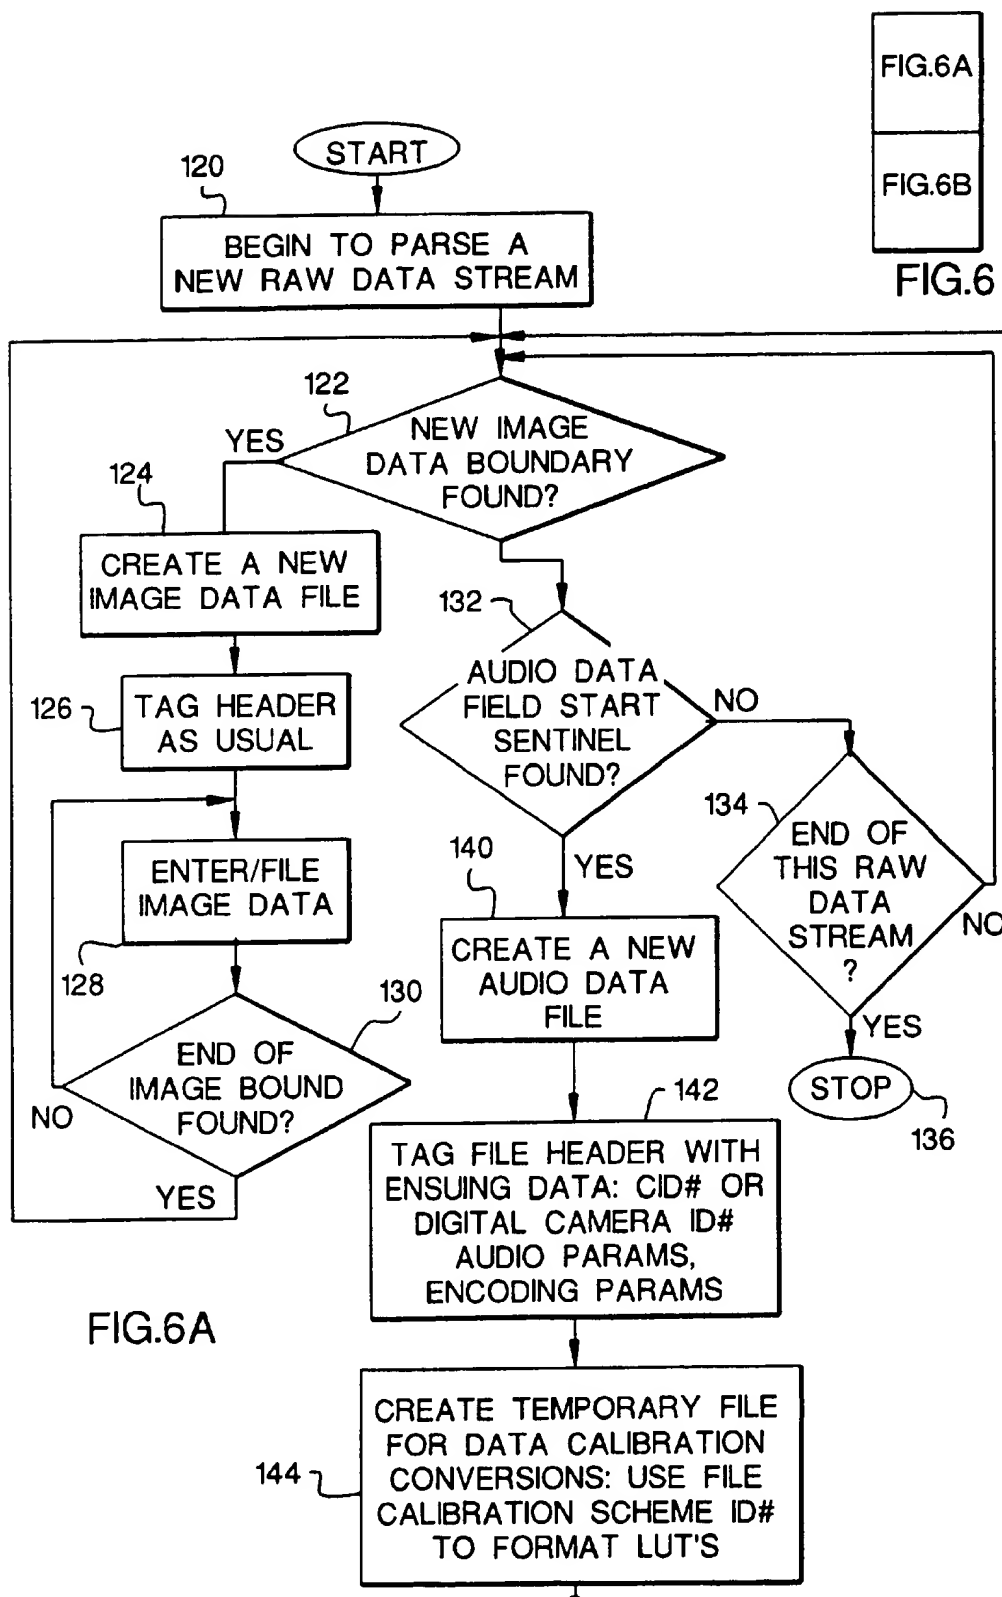 FIG.6A
FIG.6B
FIG.6
START
120
BEGIN TO PARSE A
NEW RAW DATA STREAM
122
NEW IMAGE
DATA BOUNDARY
FOUND?
YES
124
CREATE A NEW
IMAGE DATA FILE
126
TAG HEADER
AS USUAL
ENTER/FILE
IMAGE DATA
128
130
END OF
IMAGE BOUND
FOUND?
NO
YES
132
AUDIO DATA
FIELD START
SENTINEL
FOUND?
NO
YES
134
END OF
THIS RAW
DATA
STREAM
?
NO
YES
STOP
136
140
CREATE A NEW
AUDIO DATA
FILE
142
TAG FILE HEADER WITH
ENSUING DATA: CID# OR
DIGITAL CAMERA ID#
AUDIO PARAMS,
ENCODING PARAMS
FIG.6A
144
CREATE TEMPORARY FILE
FOR DATA CALIBRATION
CONVERSIONS: USE FILE
CALIBRATION SCHEME ID#
TO FORMAT LUT'S